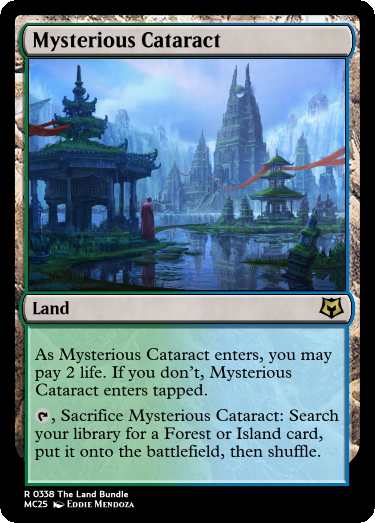 Mysterious Cataract
Land
As Mysterious Cataract enters, you may
pay 2 life. If you don't, Mysterious
Cataract enters tapped.
, Sacrifice Mysterious Cataract: Search
your library for a Forest or Island card,
put it onto the battlefield, then shuffle.
R 0338 The Land Bundle
MC25 Eddie Mendoza